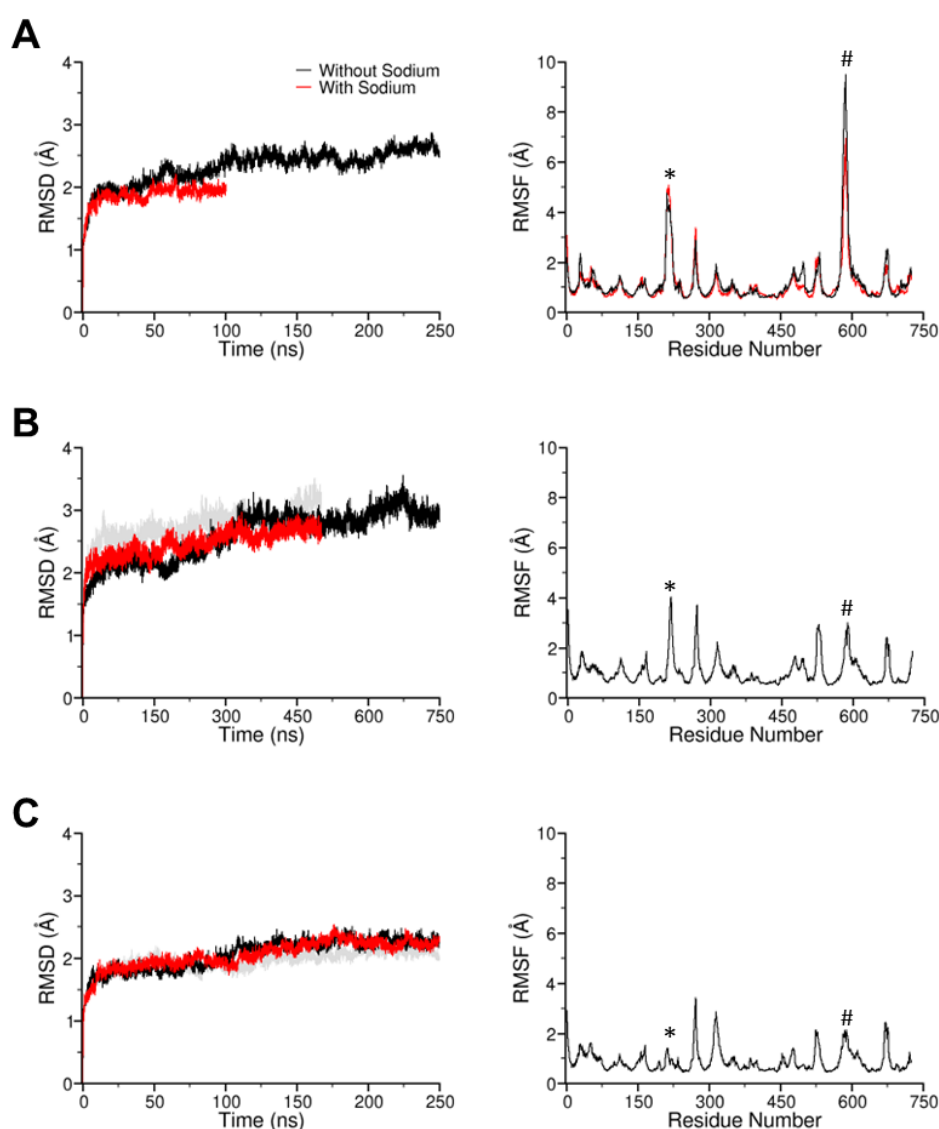 A
4
3
2
1
0
RMSD (Å)
Without Sodium
With Sodium
0 50 100 150 200 250
Time (ns)
10
8
6
4
2
0
RMSF (Å)
*
#
0 150 300 450 600 750
Residue Number
B
4
3
2
1
0
RMSD (Å)
0 150 300 450 600 750
Time (ns)
10
8
6
4
2
0
RMSF (Å)
*
#
0 150 300 450 600 750
Residue Number
C
4
3
2
1
0
RMSD (Å)
0 50 100 150 200 250
Time (ns)
10
8
6
4
2
0
RMSF (Å)
*
#
0 150 300 450 600 750
Residue Number